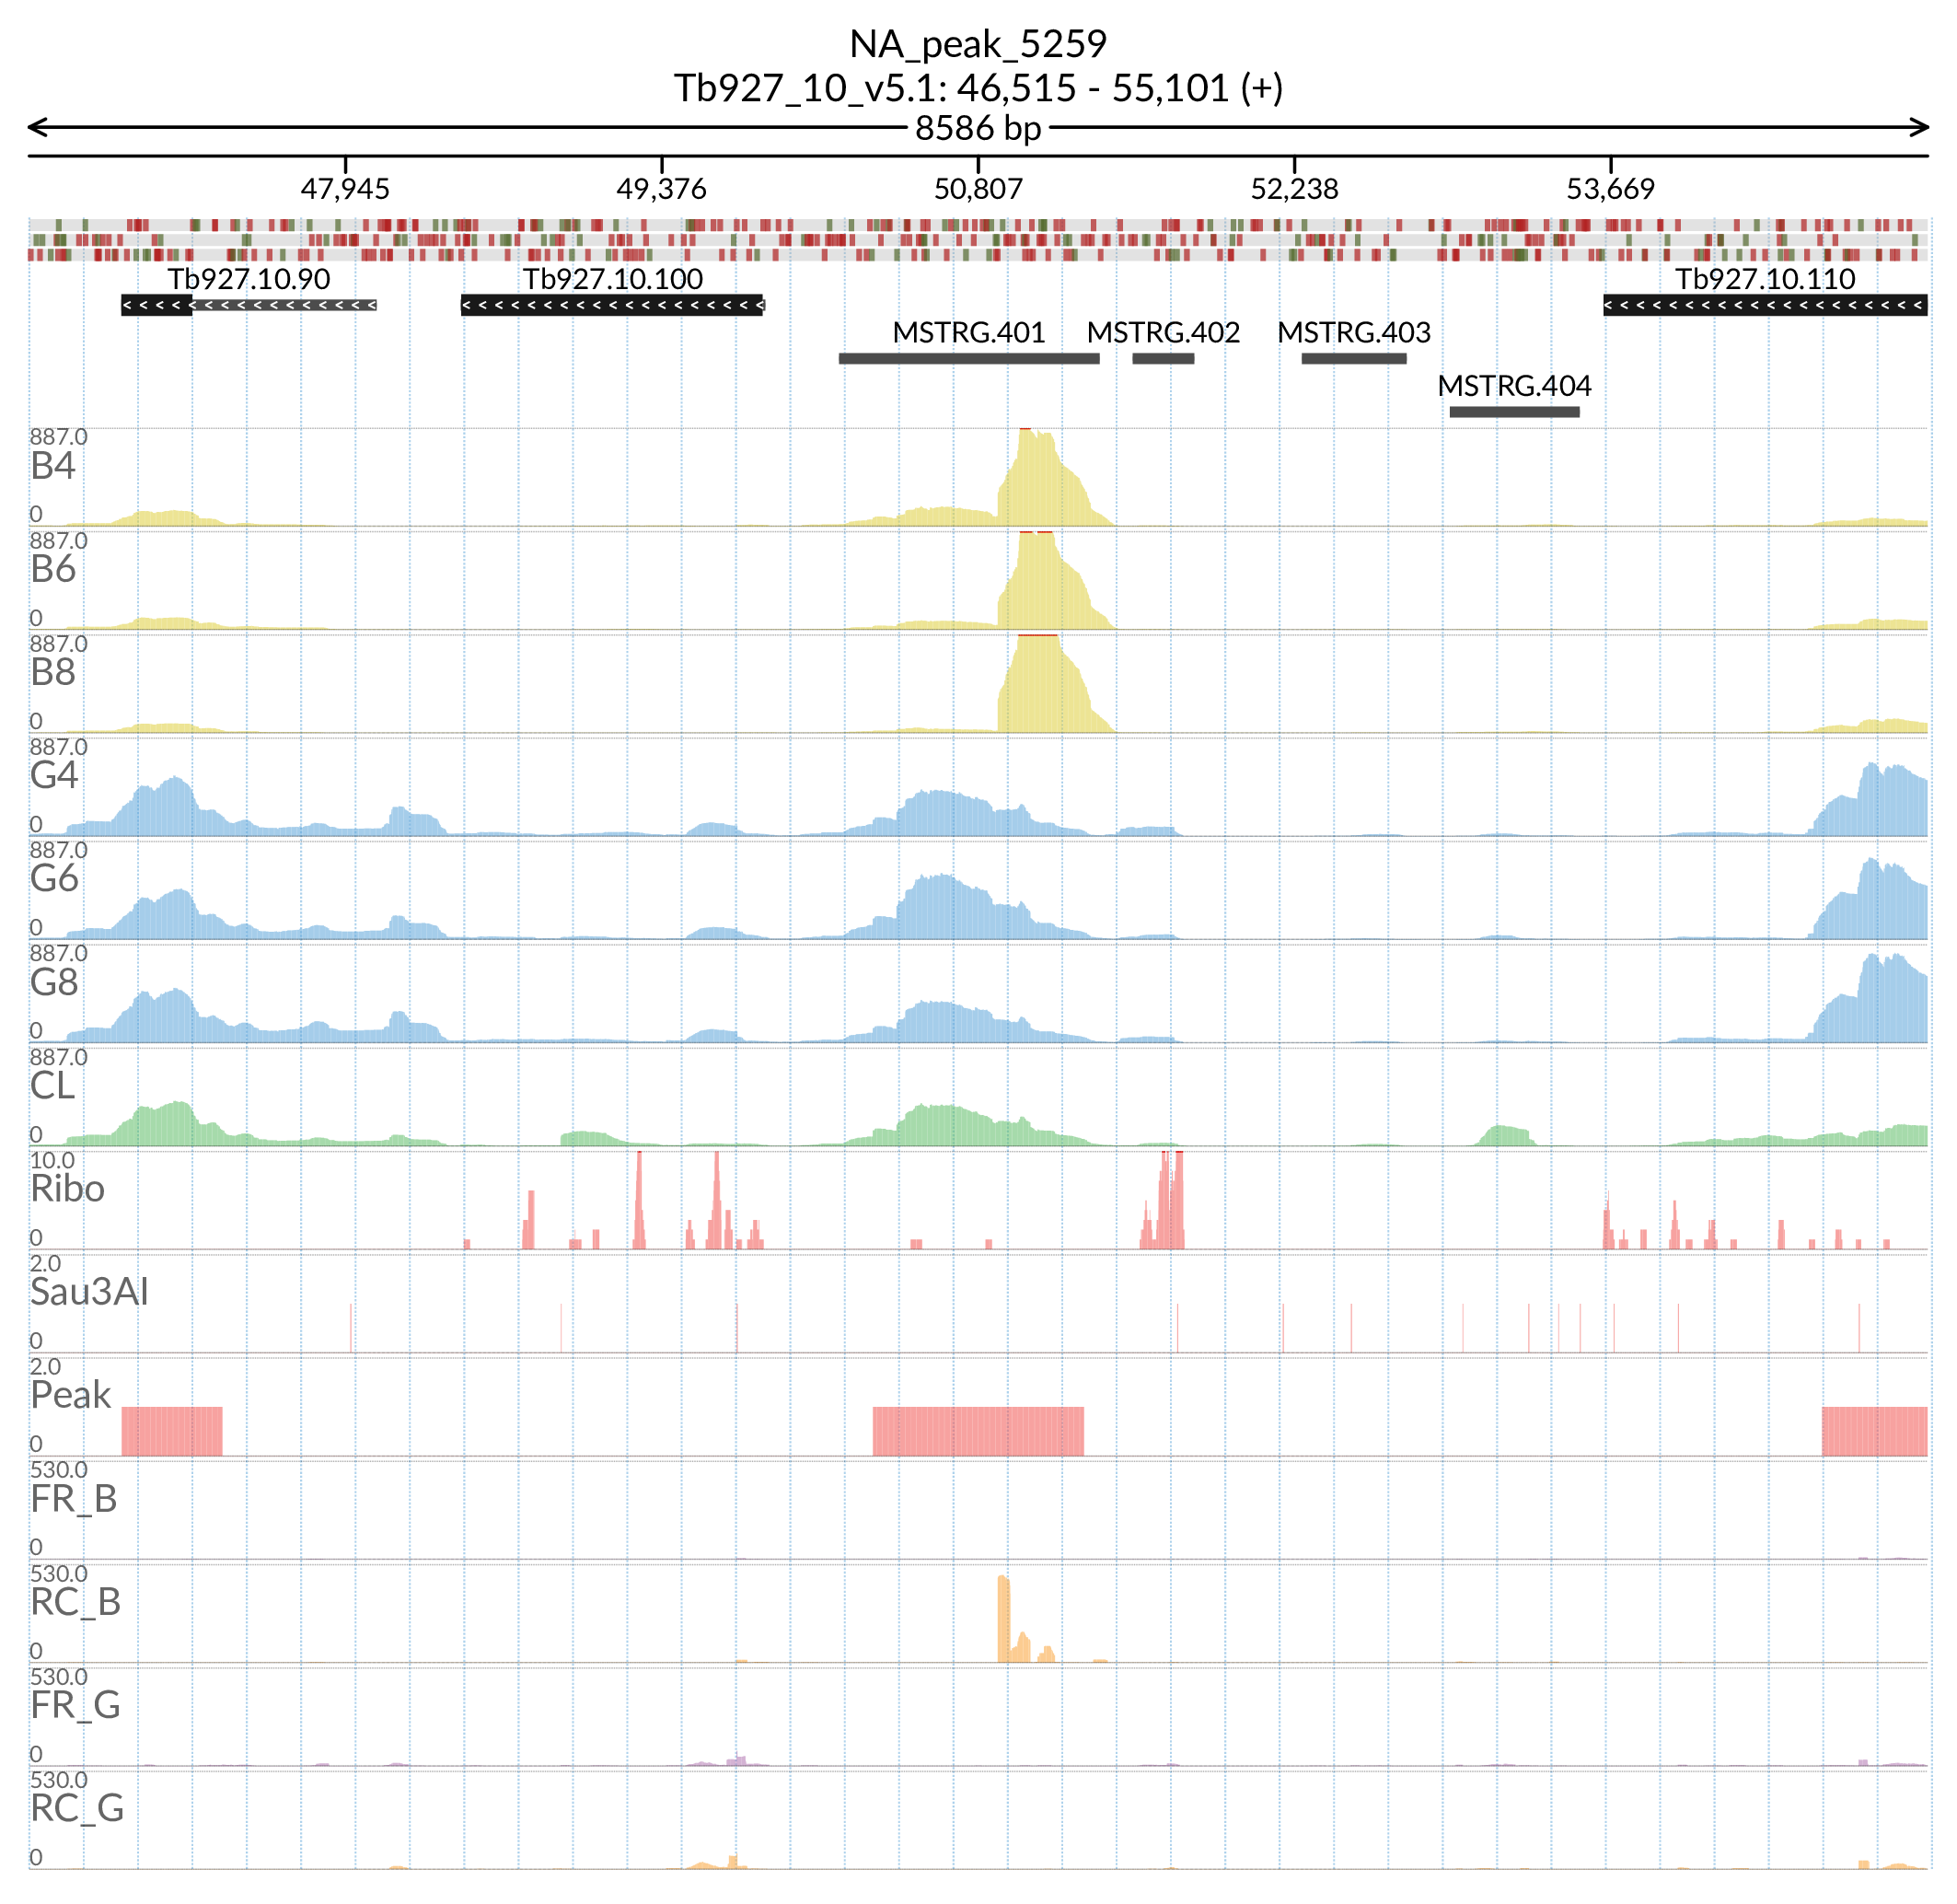 NA_peak_5259
Tb927_10_v5.1: 46,515 - 55,101 (+)
8586 bp
47,945 49,376 50,807 52,238 53,669
Tb927.10.90 Tb927.10.100 Tb927.10.110
MSTRG.401 MSTRG.402 MSTRG.403
MSTRG.404
887.0
B4
0
887.0
B6
0
887.0
B8
0
887.0
G4
0
887.0
G6
0
887.0
G8
0
887.0
CL
0
10.0
Ribo
0
2.0
Sau3AI
0
2.0
Peak
0
530.0
FR_B
0
530.0
RC_B
0
530.0
FR_G
0
530.0
RC_G
0